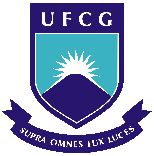 UFCG
SUPRA OMNES LUX LUCES